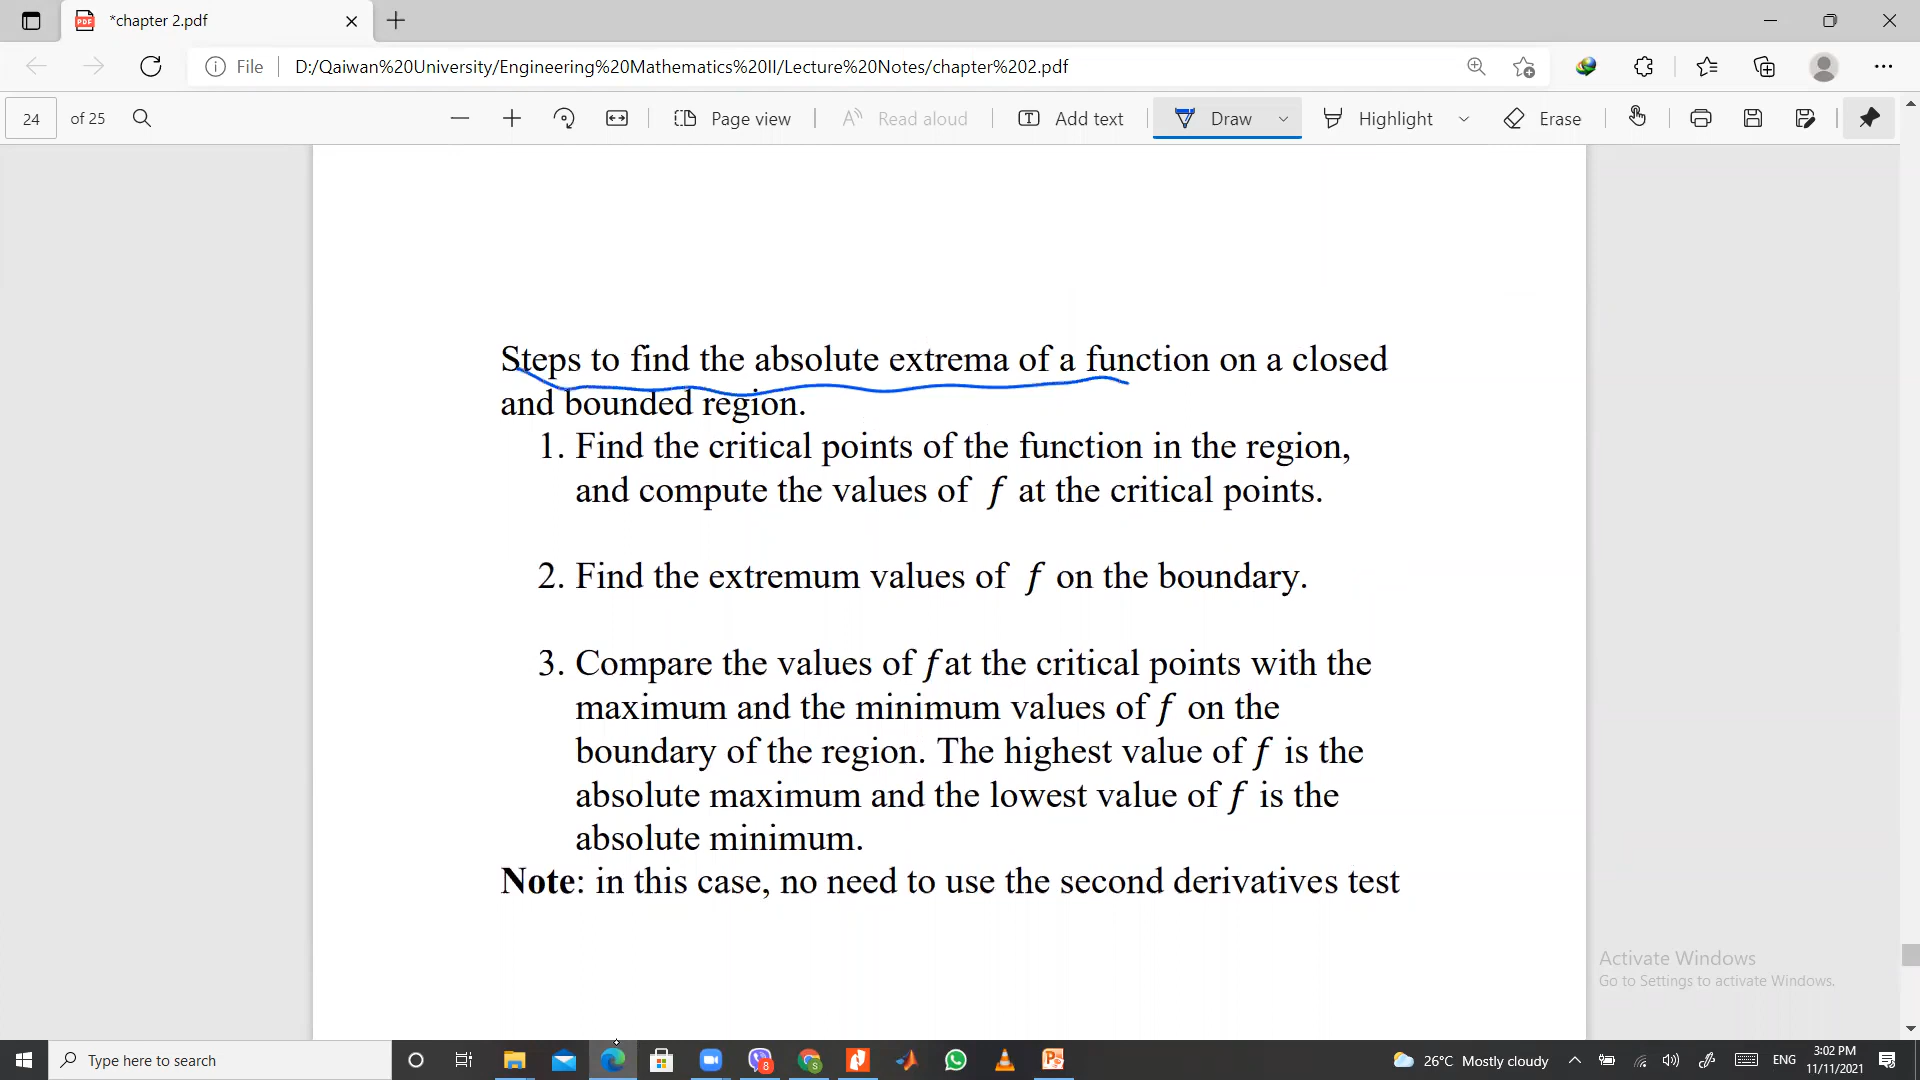 *chapter 2.pdf
File
D:/Qaiwan%20University/Engineering%20Mathematics%20II/Lecture%20Notes/chapter%202.pdf
24 of 25
Page view
Read aloud
Add text
Draw
Highlight
Erase
Steps to find the absolute extrema of a function on a closed
and bounded region.
1. Find the critical points of the function in the region,
and compute the values of f at the critical points.
2. Find the extremum values of f on the boundary.
3. Compare the values of f at the critical points with the
maximum and the minimum values of f on the
boundary of the region. The highest value of f is the
absolute maximum and the lowest value of f is the
absolute minimum.
Note: in this case, no need to use the second derivatives test
Activate Windows
Go to Settings to activate Windows.
Type here to search
8
S
26°C Mostly cloudy
ENG
3:02 PM
11/11/2021